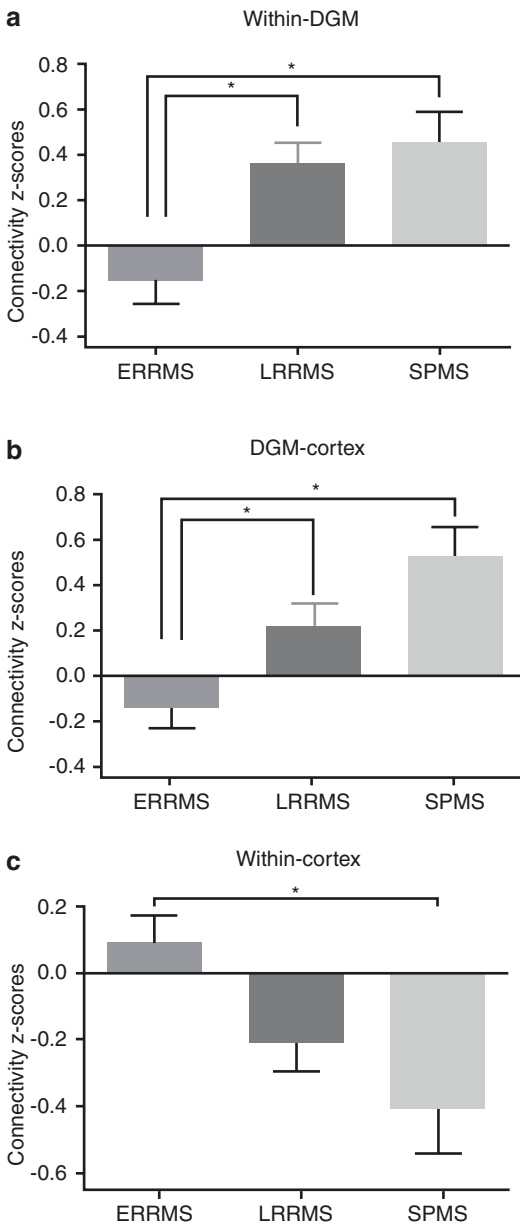 a
Within-DGM
Connectivity z-scores
0.8
0.6
0.4
0.2
0.0
-0.2
-0.4
*
*
ERRMS LRRMS SPMS
b
DGM-cortex
Connectivity z-scores
0.8
0.6
0.4
0.2
0.0
-0.2
-0.4
*
*
ERRMS LRRMS SPMS
c
Within-cortex
Connectivity z-scores
0.2
0.0
-0.2
-0.4
-0.6
*
ERRMS LRRMS SPMS